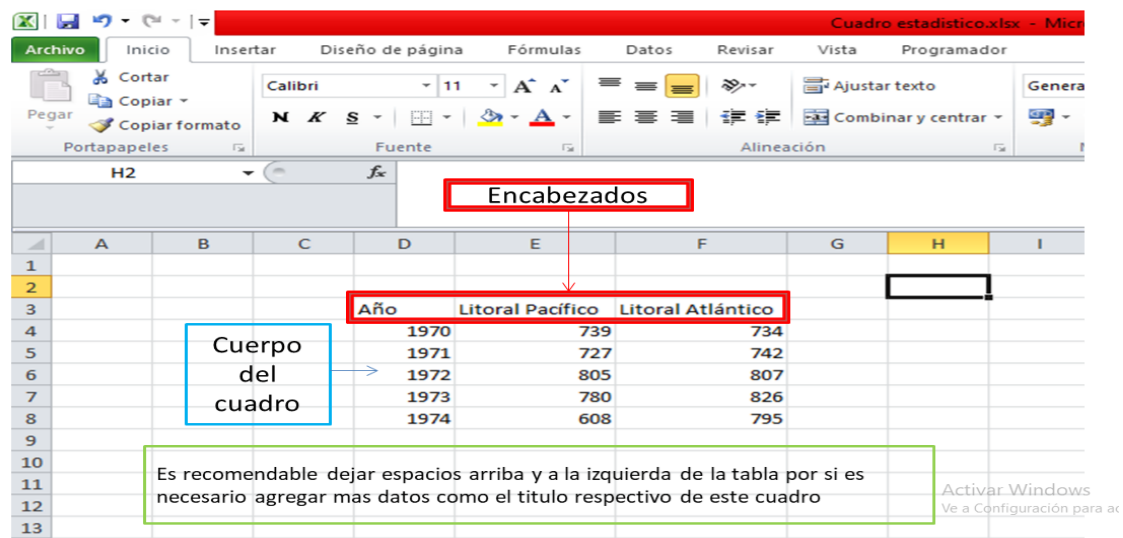 Cuadro estadistico.xlsx - Micr
Archivo Inicio Insertar Diseño de página Fórmulas Datos Revisar Vista Programador
Pegar
Cortar
Copiar
Copiar formato
Portapapeles
Calibri 11 A A
N K S A
Fuente
Ajustar texto
Combinar y centrar
Alineación
Genera
H2 fx
Encabezados
A B C D E F G H I
1
2
3 Año Litoral Pacífico Litoral Atlántico
4 1970 739 734
5 1971 727 742
6 1972 805 807
7 1973 780 826
8 1974 608 795
Cuerpo
del
cuadro
9
10
11
12
13
Es recomendable dejar espacios arriba y a la izquierda de la tabla por si es
necesario agregar mas datos como el titulo respectivo de este cuadro
Activar Windows
Ve a Configuración para ac